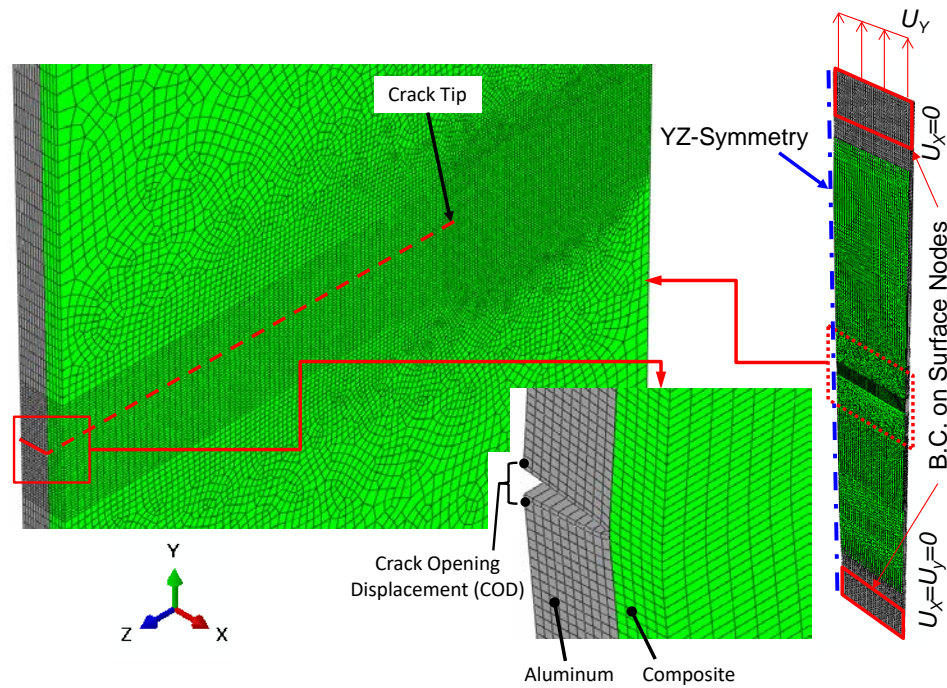 U_Y
Crack Tip
YZ-Symmetry
U_X=0
B.C. on Surface Nodes
Crack Opening
Displacement (COD)
Y
Z
X
U_X=U_y=0
Aluminum
Composite